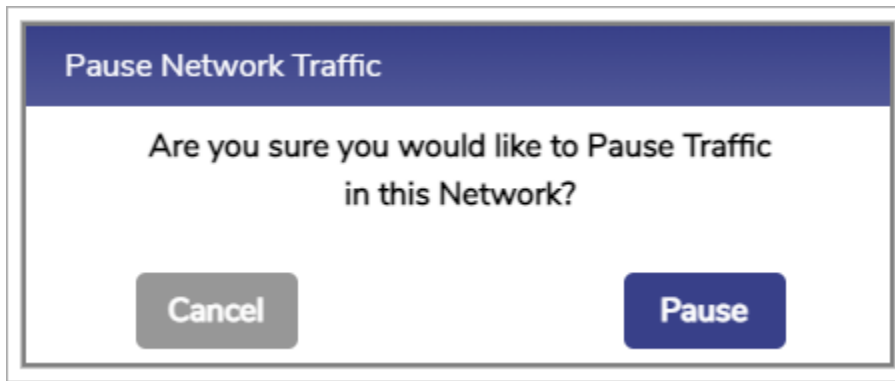 Pause Network Traffic
Are you sure you would like to Pause Traffic
in this Network?
Cancel
Pause